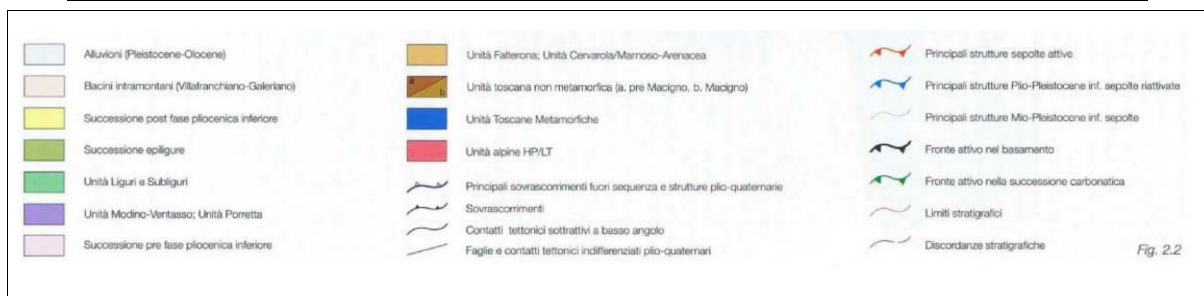 Alluvioni (Pleistocene-Olocene)
Bacini intramontani (Villafranchiano-Galeriano)
Successione post fase pliocenica inferiore
Successione epiligure
Unità Liguri e Subliguri
Unità Modino-Ventasso; Unità Porretta
Successione pre fase pliocenica inferiore
Unità Falterona; Unità Cervarola/Marnoso-Arenacea
a
b
Unità toscana non metamorfica (a. pre Macigno, b. Macigno)
Unità Toscane Metamorfiche
Unità alpine HP/LT
Principali sovrascorrimenti fuori sequenza e strutture plio-quaternarie
Sovrascorrimenti
Contatti tettonici sottrattivi a basso angolo
Faglie e contatti tettonici indifferenziati plio-quaternari
Principali strutture sepolte attive
Principali strutture Plio-Pleistocene inf. sepolte riattivate
Principali strutture Mio-Pleistocene inf. sepolte
Fronte attivo nel basamento
Fronte attivo nella successione carbonatica
Limiti stratigrafici
Discordanze stratigrafiche
Fig. 2.2